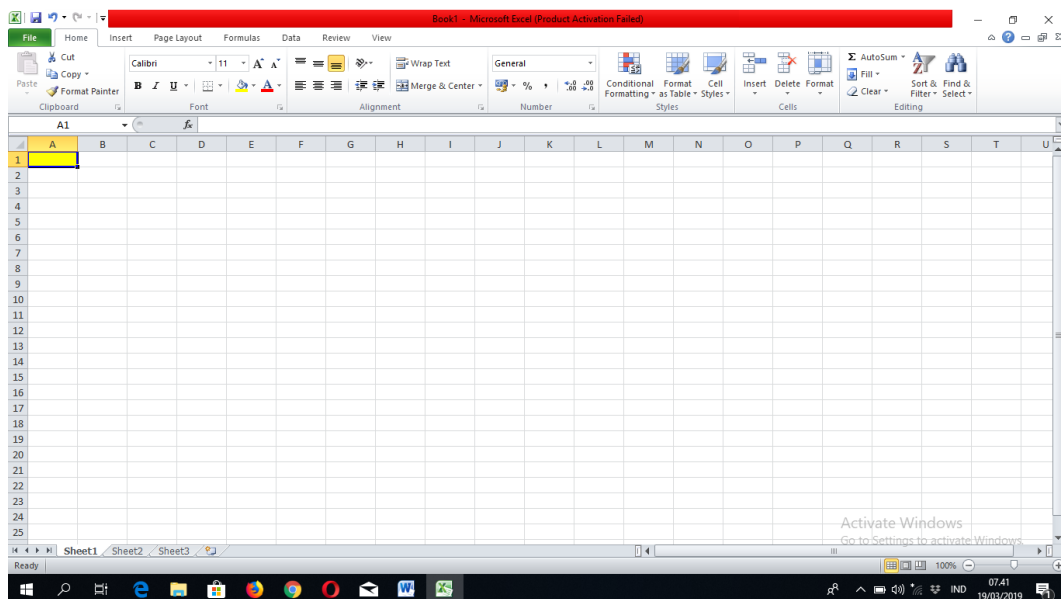 Book1 - Microsoft Excel (Product Activation Failed)
File Home Insert Page Layout Formulas Data Review View
Cut
Copy
Format Painter
Paste
Clipboard
Calibri 11
B I U
Font
Wrap Text
Merge & Center
Alignment
General
% ,
Number
Conditional Formatting
Format as Table
Cell Styles
Styles
Insert Delete Format
Cells
Σ AutoSum
Fill
Clear
Sort & Filter
Find & Select
Editing
A1 fx
A B C D E F G H I J K L M N O P Q R S T U
1
2
3
4
5
6
7
8
9
10
11
12
13
14
15
16
17
18
19
20
21
22
23
24
25
Activate Windows
Go to Settings to activate Windows.
Sheet1 Sheet2 Sheet3
Ready 100%
IND 07.41
19/03/2019